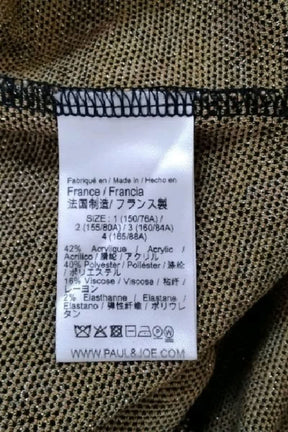 Fabriqué en / Made in / Hecho en
France / Francia
法国制造 / フランス製
SIZE : 1 (150/76A) /
2 (155/80A) / 3 (160/84A)
4 (165/88A)
42% Acrylique / Acrylic /
Acrilico / 腈纶 / アクリル
40% Polyester / Poliéster / 涤纶
/ ポリエステル
16% Viscose / Viscosa / 粘纤 /
レーヨン
2% Elasthanne / Elastane /
Elastano / 弹性纤维 / ポリウレ
タン
WWW.PAUL&JOE.COM